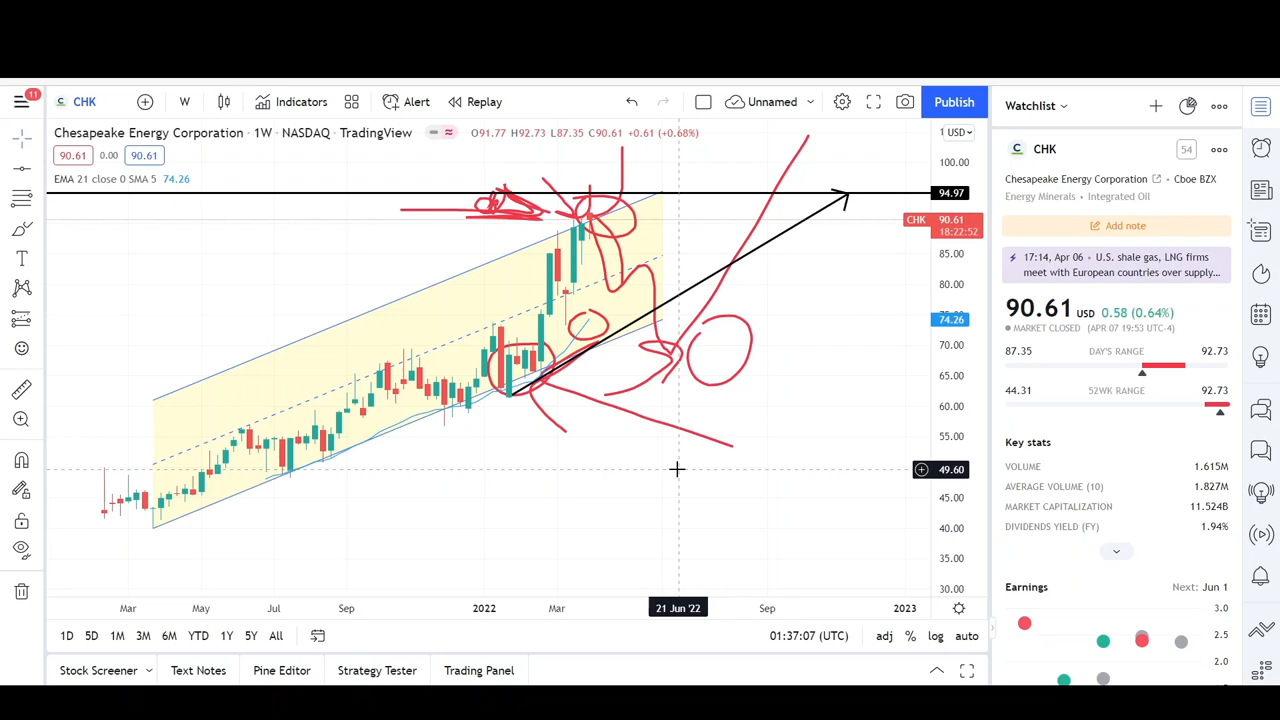 11
CHK
W
Indicators
Alert
Replay
Unnamed
Publish
Chesapeake Energy Corporation · 1W · NASDAQ · TradingView
O91.77 H92.73 L87.35 C90.61 +0.61 (+0.68%)
90.61 0.00 90.61
EMA 21 close 0 SMA 5 74.26
USD
100.00
94.97
CHK 90.61
18:22:52
85.00
80.00
74.26
70.00
65.00
60.00
55.00
49.60
45.00
40.00
35.00
30.00
Mar May Jul Sep 2022 Mar 21 Jun '22 Sep 2023
1D 5D 1M 3M 6M YTD 1Y 5Y All
01:37:07 (UTC) adj % log auto
Stock Screener Text Notes Pine Editor Strategy Tester Trading Panel
Watchlist
CHK 54
Chesapeake Energy Corporation · Cboe BZX
Energy Minerals · Integrated Oil
Add note
17:14, Apr 06 · U.S. shale gas, LNG firms
meet with European countries over supply...
90.61 USD 0.58 (0.64%)
MARKET CLOSED (APR 07 19:53 UTC-4)
87.35 DAY'S RANGE 92.73
44.31 52WK RANGE 92.73
Key stats
VOLUME 1.615M
AVERAGE VOLUME (10) 1.827M
MARKET CAPITALIZATION 11.524B
DIVIDENDS YIELD (FY) 1.94%
Earnings Next: Jun 1
3.0
2.5
2.0